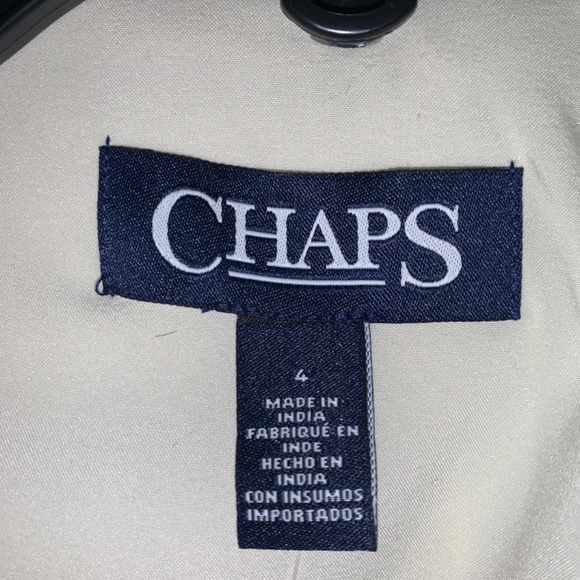 CHAPS
4
MADE IN
INDIA
FABRIQUÉ EN
INDE
HECHO EN
INDIA
CON INSUMOS
IMPORTADOS